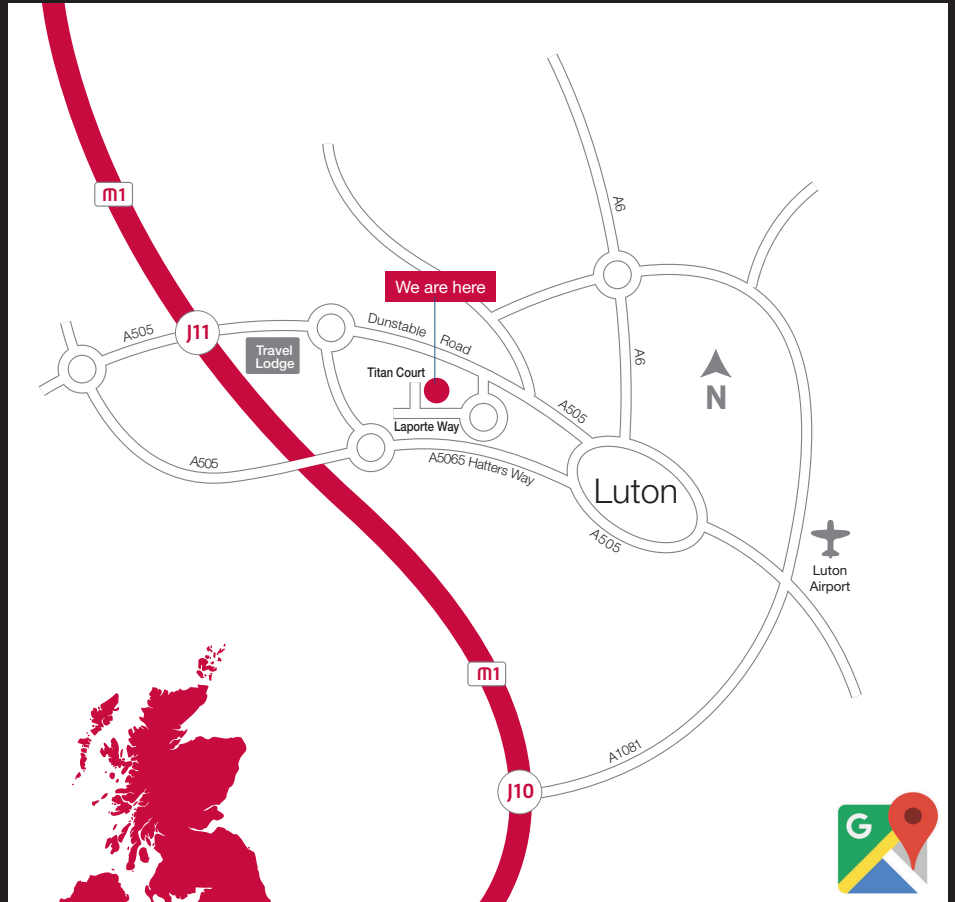 A6
M1
We are here
A505
J11
Dunstable Road
Travel
Lodge
A6
Titan Court
N
A505
Laporte Way
A505
A5065 Hatters Way
Luton
A505
Luton
Airport
M1
A1081
J10
G